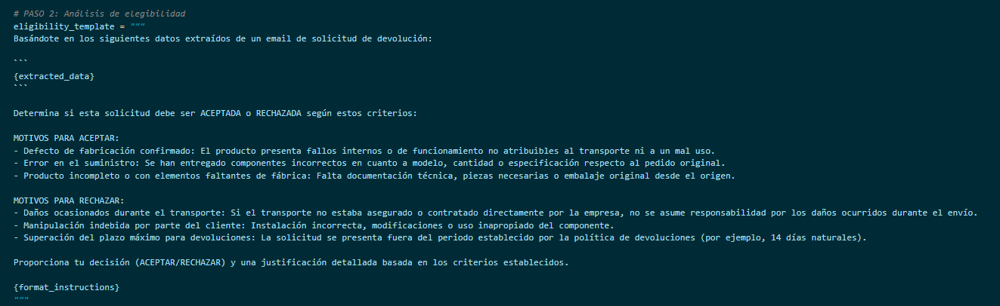 # PASO 2: Análisis de elegibilidad
eligibility_template = """
Basándote en los siguientes datos extraídos de un email de solicitud de devolución:
```
{extracted_data}
```
Determina si esta solicitud debe ser ACEPTADA o RECHAZADA según estos criterios:
MOTIVOS PARA ACEPTAR:
- Defecto de fabricación confirmado: El producto presenta fallos internos o de funcionamiento no atribuibles al transporte ni a un mal uso.
- Error en el suministro: Se han entregado componentes incorrectos en cuanto a modelo, cantidad o especificación respecto al pedido original.
- Producto incompleto o con elementos faltantes de fábrica: Falta documentación técnica, piezas necesarias o embalaje original desde el origen.
MOTIVOS PARA RECHAZAR:
- Daños ocasionados durante el transporte: Si el transporte no estaba asegurado o contratado directamente por la empresa, no se asume responsabilidad por los daños ocurridos durante el envío.
- Manipulación indebida por parte del cliente: Instalación incorrecta, modificaciones o uso inapropiado del componente.
- Superación del plazo máximo para devoluciones: La solicitud se presenta fuera del periodo establecido por la política de devoluciones (por ejemplo, 14 días naturales).
Proporciona tu decisión (ACEPTAR/RECHAZAR) y una justificación detallada basada en los criterios establecidos.
{format_instructions}
"""